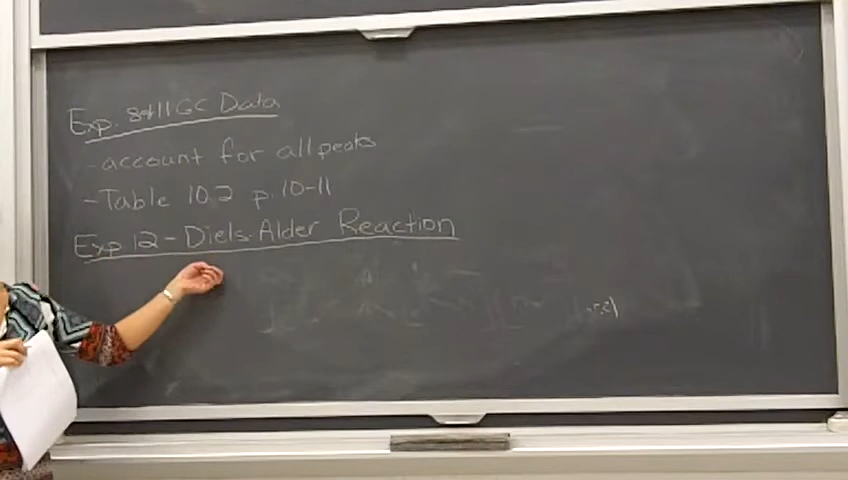 Exp. 8+11 GC Data
- account for all peaks
- Table 10.2 p. 10-11
Exp 12 - Diels-Alder Reaction